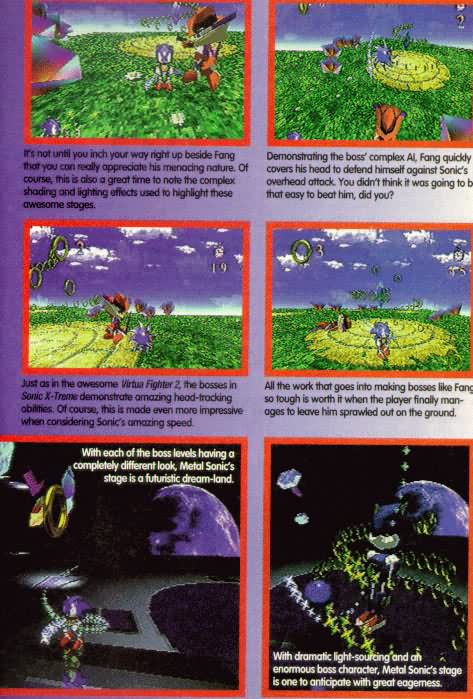 2
It's not until you inch your way right up beside Fang
that you can really appreciate his menacing nature. Of
course, this is also a great time to note the complex
shading and lighting effects used to highlight these
awesome stages.
Demonstrating the boss' complex AI, Fang quickly
covers his head to defend himself against Sonic's
overhead attack. You didn't think it was going to b
that easy to beat him, did you?
2
19
3
Just as in the awesome Virtua Fighter 2, the bosses in
Sonic X-Treme demonstrate amazing head-tracking
abilities. Of course, this is made even more impressive
when considering Sonic's amazing speed.
All the work that goes into making bosses like Fang
so tough is worth it when the player finally man-
ages to leave him sprawled out on the ground.
With each of the boss levels having a
completely different look, Metal Sonic's
stage is a futuristic dream-land.
With dramatic light-sourcing and an
enormous boss character, Metal Sonic's stage
is one to anticipate with great eagerness.